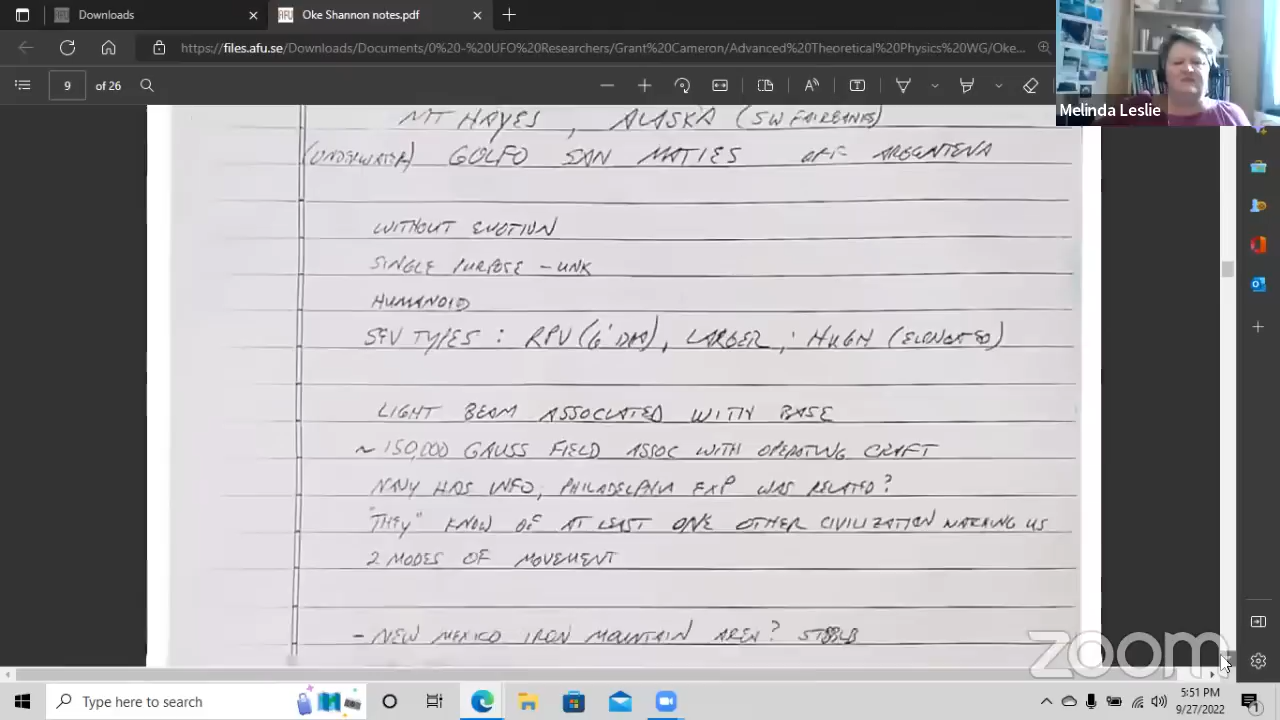 Downloads
Oke Shannon notes.pdf
https://files.afu.se/Downloads/Documents/0%20-%20UFO%20Researchers/Grant%20Cameron/Advanced%20Theoretical%20Physics%20WG/Oke...
9 of 26
Melinda Leslie
MT HAYES, ALASKA (SW FAIRBANKS)
(UNDERWATER) GOLFO SAN MATIES OFF ARGENTENA
WITHOUT EMOTION
SINGLE PURPOSE - UNK
HUMANOID
TYPES: RPV (6' DIA), LARGER; HUGH (ELONGATED)
LIGHT BEAM ASSOCIATED WITH BASE
~ 150,000 GAUSS FIELD ASSOC WITH OPERATING CRAFT
NAVY HAS INFO, PHILADELPHIA EXP WAS RELATED?
"THEY" KNOW OF AT LEAST ONE OTHER CIVILIZATION US
2 MODES OF MOVEMENT
- NEW MEXICO IRON MOUNTAIN AREA?
zoom
Type here to search
5:51 PM
9/27/2022